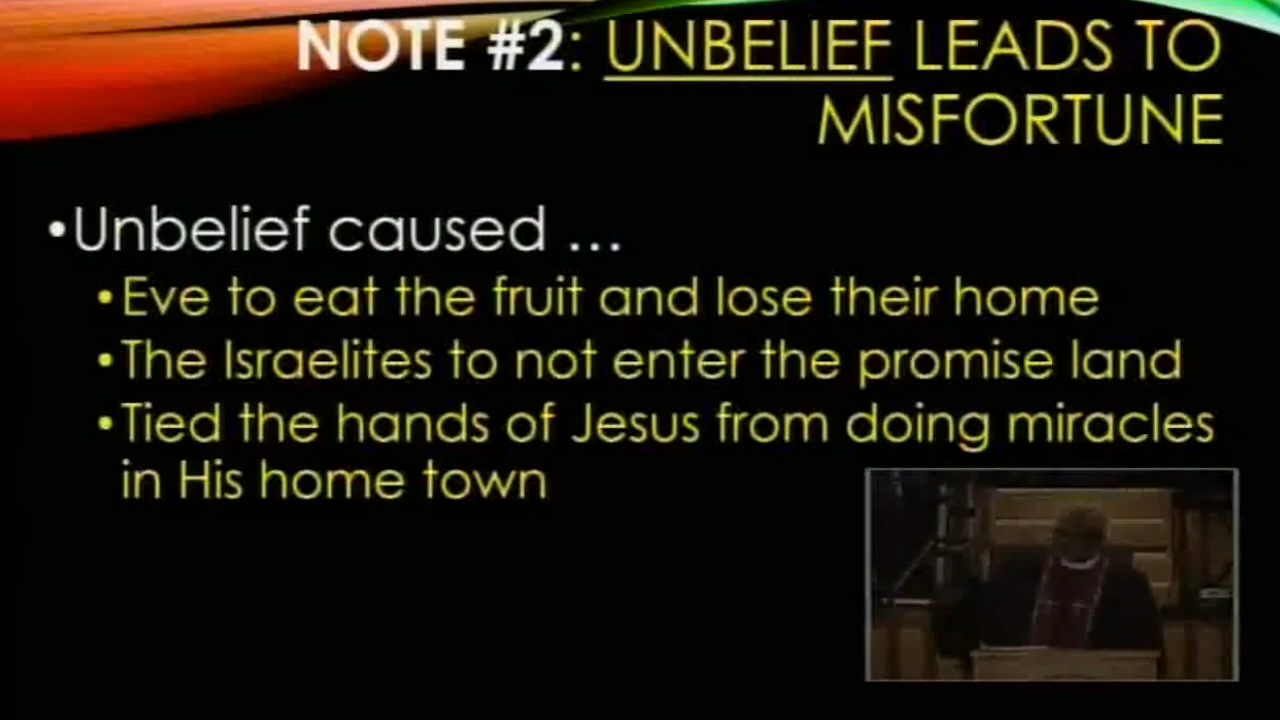 NOTE #2: UNBELIEF LEADS TO
MISFORTUNE
•Unbelief caused ...
•Eve to eat the fruit and lose their home
•The Israelites to not enter the promise land
•Tied the hands of Jesus from doing miracles
in His home town